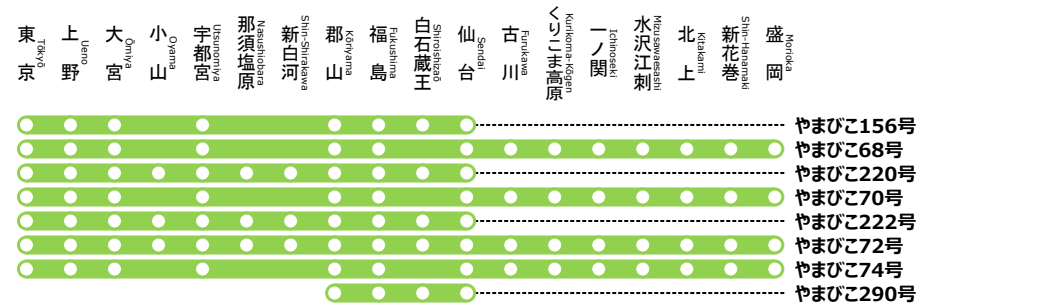 東京 Tōkyō
上野 Ueno
大宮 Ōmiya
小山 Oyama
宇都宮 Utsunomiya
那須塩原 Nasushiobara
新白河 Shin-Shirakawa
郡山 Kōriyama
福島 Fukushima
白石蔵王 Shiroishizaō
仙台 Sendai
古川 Furukawa
くりこま高原 Kurikoma-Kōgen
一ノ関 Ichinoseki
水沢江刺 Mizusawaesashi
北上 Kitakami
新花巻 Shin-Hanamaki
盛岡 Morioka
やまびこ156号
やまびこ68号
やまびこ220号
やまびこ70号
やまびこ222号
やまびこ72号
やまびこ74号
やまびこ290号